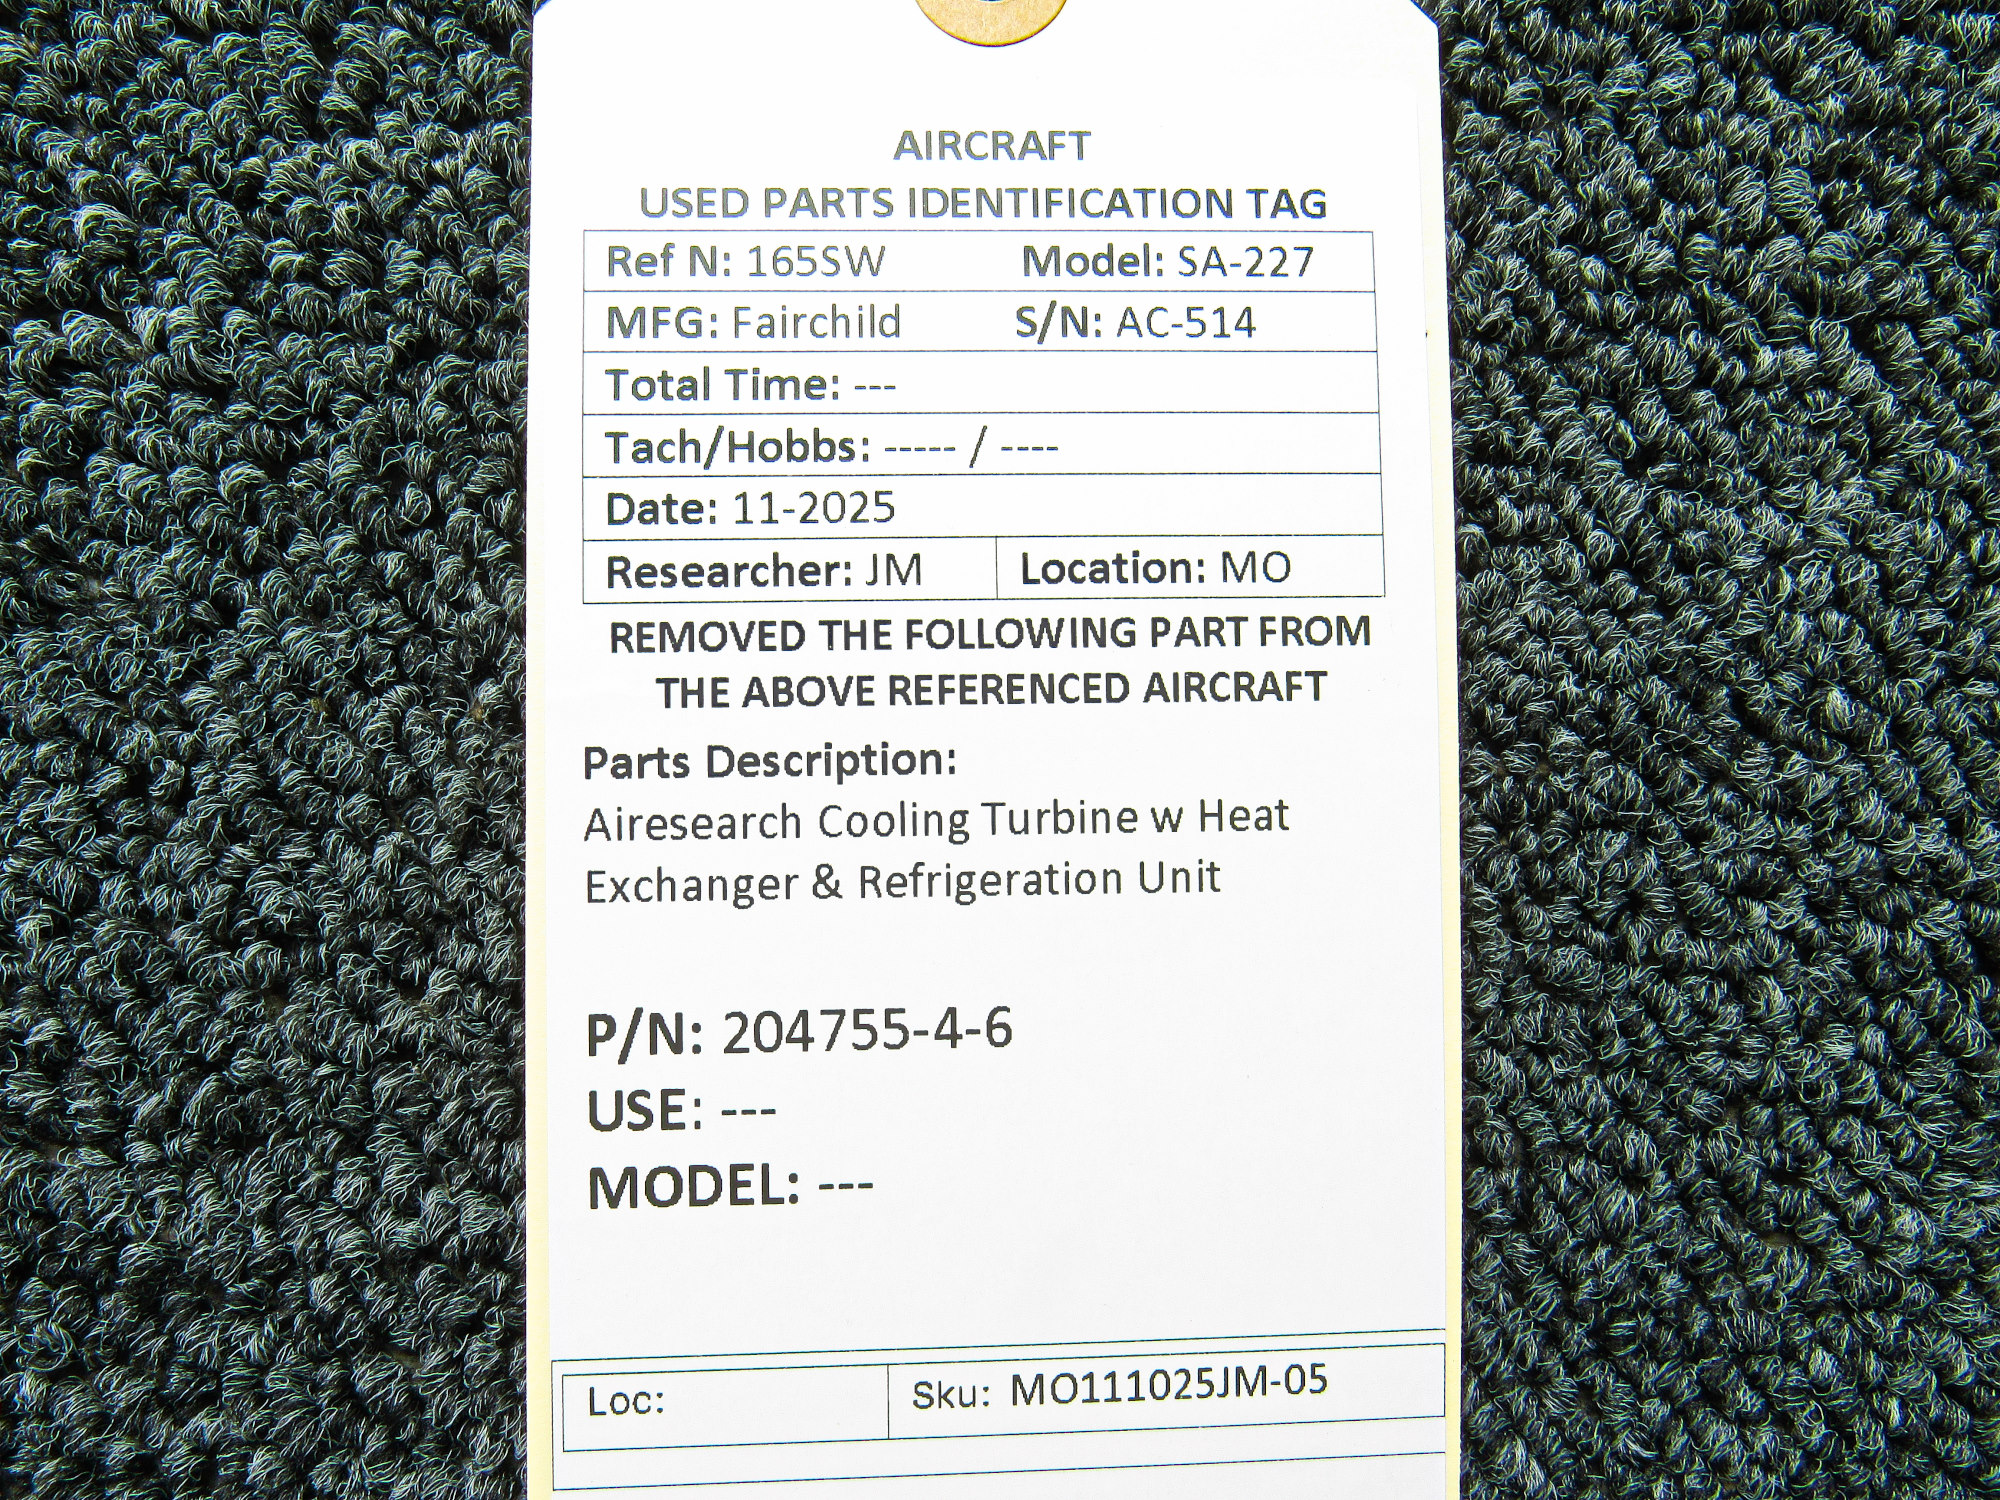 AIRCRAFT
USED PARTS IDENTIFICATION TAG
Ref N: 165SW Model: SA-227
MFG: Fairchild S/N: AC-514
Total Time: ---
Tach/Hobbs: ----- / ----
Date: 11-2025
Researcher: JM Location: MO
REMOVED THE FOLLOWING PART FROM
THE ABOVE REFERENCED AIRCRAFT
Parts Description:
Airesearch Cooling Turbine w Heat
Exchanger & Refrigeration Unit
P/N: 204755-4-6
USE: ---
MODEL: ---
Loc: Sku: MO111025JM-05